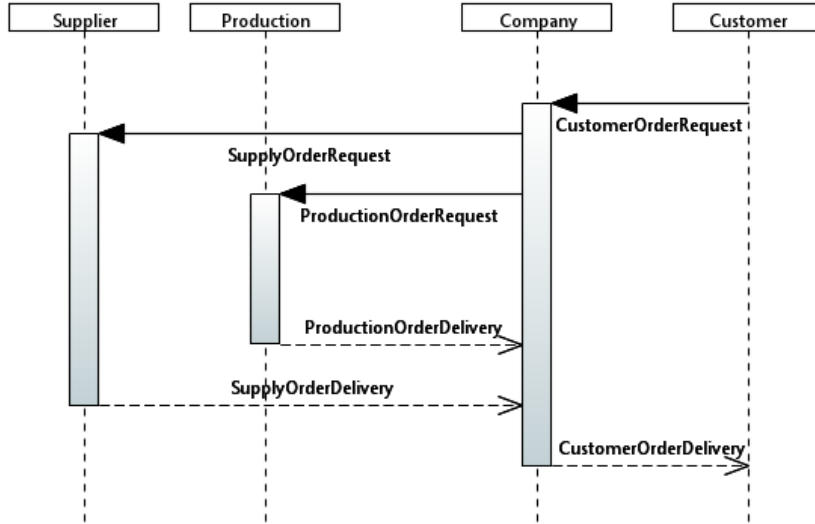 Supplier
Production
Company
Customer
CustomerOrderRequest
SupplyOrderRequest
ProductionOrderRequest
ProductionOrderDelivery
SupplyOrderDelivery
CustomerOrderDelivery